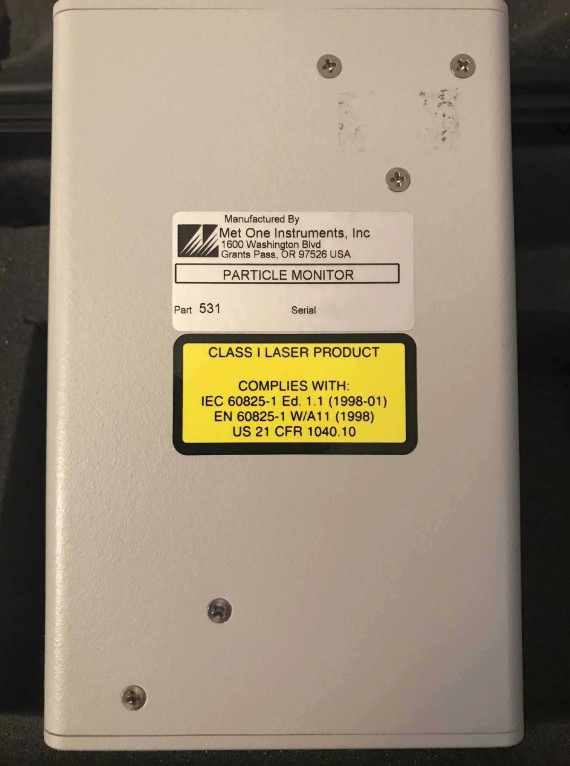 Manufactured By
Met One Instruments, Inc
1600 Washington Blvd
Grants Pass, OR 97526 USA
PARTICLE MONITOR
Part 531 Serial
CLASS I LASER PRODUCT
COMPLIES WITH:
IEC 60825-1 Ed. 1.1 (1998-01)
EN 60825-1 W/A11 (1998)
US 21 CFR 1040.10